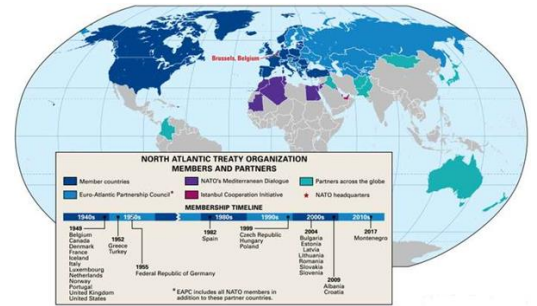 Brussels, Belgium
NORTH ATLANTIC TREATY ORGANIZATION
MEMBERS AND PARTNERS
Member countries
NATO's Mediterranean Dialogue
Partners across the globe
Euro-Atlantic Partnership Council*
Istanbul Cooperation Initiative
NATO headquarters
MEMBERSHIP TIMELINE
1940s 1950s 1980s 1990s 2000s 2010s
1949
Belgium
Canada
Denmark
France
Iceland
Italy
Luxembourg
Netherlands
Norway
Portugal
United Kingdom
United States
1952
Greece
Turkey
1955
Federal Republic of Germany
1982
Spain
1999
Czech Republic
Hungary
Poland
2004
Bulgaria
Estonia
Latvia
Lithuania
Romania
Slovakia
Slovenia
2009
Albania
Croatia
2017
Montenegro
* EAPC includes all NATO members in
addition to these partner countries.